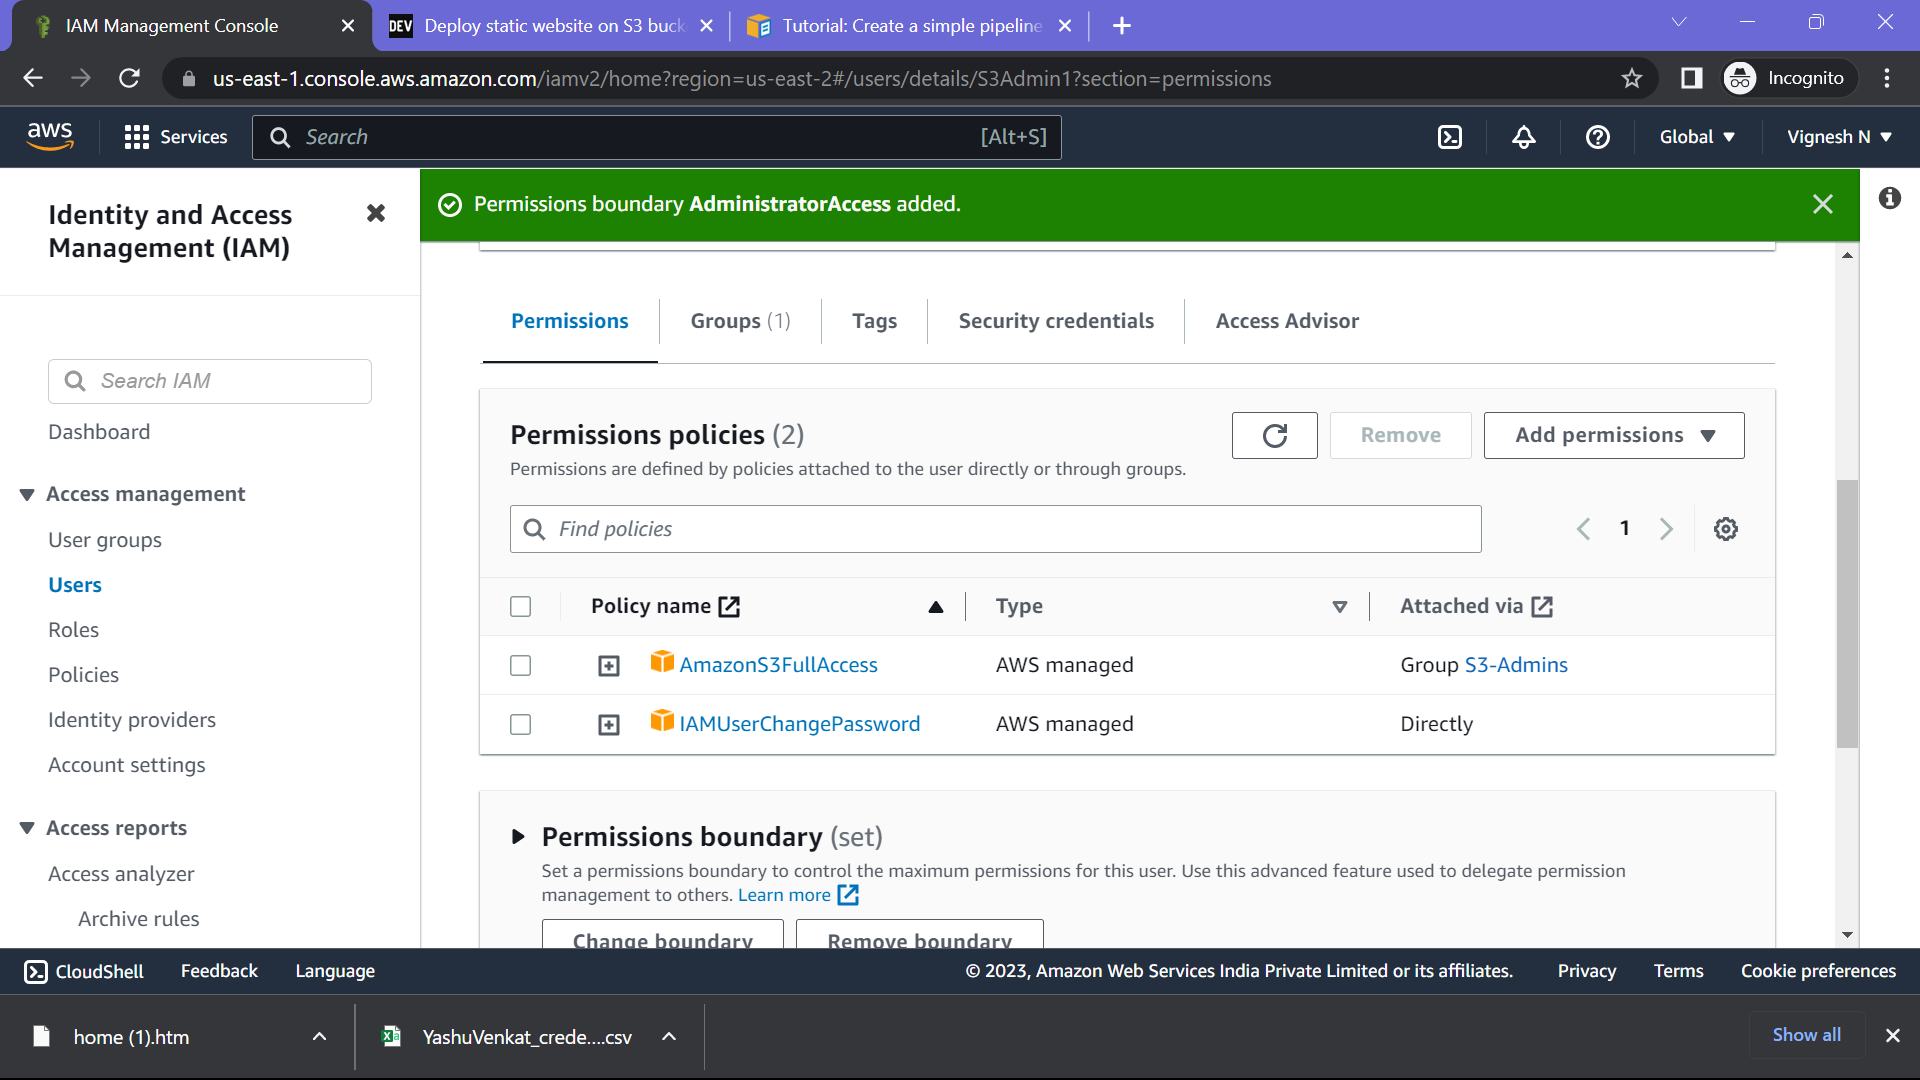 IAM Management Console
DEV Deploy static website on S3 buck
Tutorial: Create a simple pipeline
us-east-1.console.aws.amazon.com/iamv2/home?region=us-east-2#/users/details/S3Admin1?section=permissions
Incognito
aws
Services
Search
[Alt+S]
Global
Vignesh N
Identity and Access
Management (IAM)
Permissions boundary AdministratorAccess added.
Search IAM
Dashboard
Access management
User groups
Users
Roles
Policies
Identity providers
Account settings
Access reports
Access analyzer
Archive rules
Permissions
Groups (1)
Tags
Security credentials
Access Advisor
Permissions policies (2)
Remove
Add permissions
Permissions are defined by policies attached to the user directly or through groups.
Find policies
1
Policy name
Type
Attached via
AmazonS3FullAccess
AWS managed
Group S3-Admins
IAMUserChangePassword
AWS managed
Directly
Permissions boundary (set)
Set a permissions boundary to control the maximum permissions for this user. Use this advanced feature used to delegate permission
management to others. Learn more
Change boundary
Remove boundary
CloudShell
Feedback
Language
© 2023, Amazon Web Services India Private Limited or its affiliates.
Privacy
Terms
Cookie preferences
home (1).htm
YashuVenkat_crede....csv
Show all